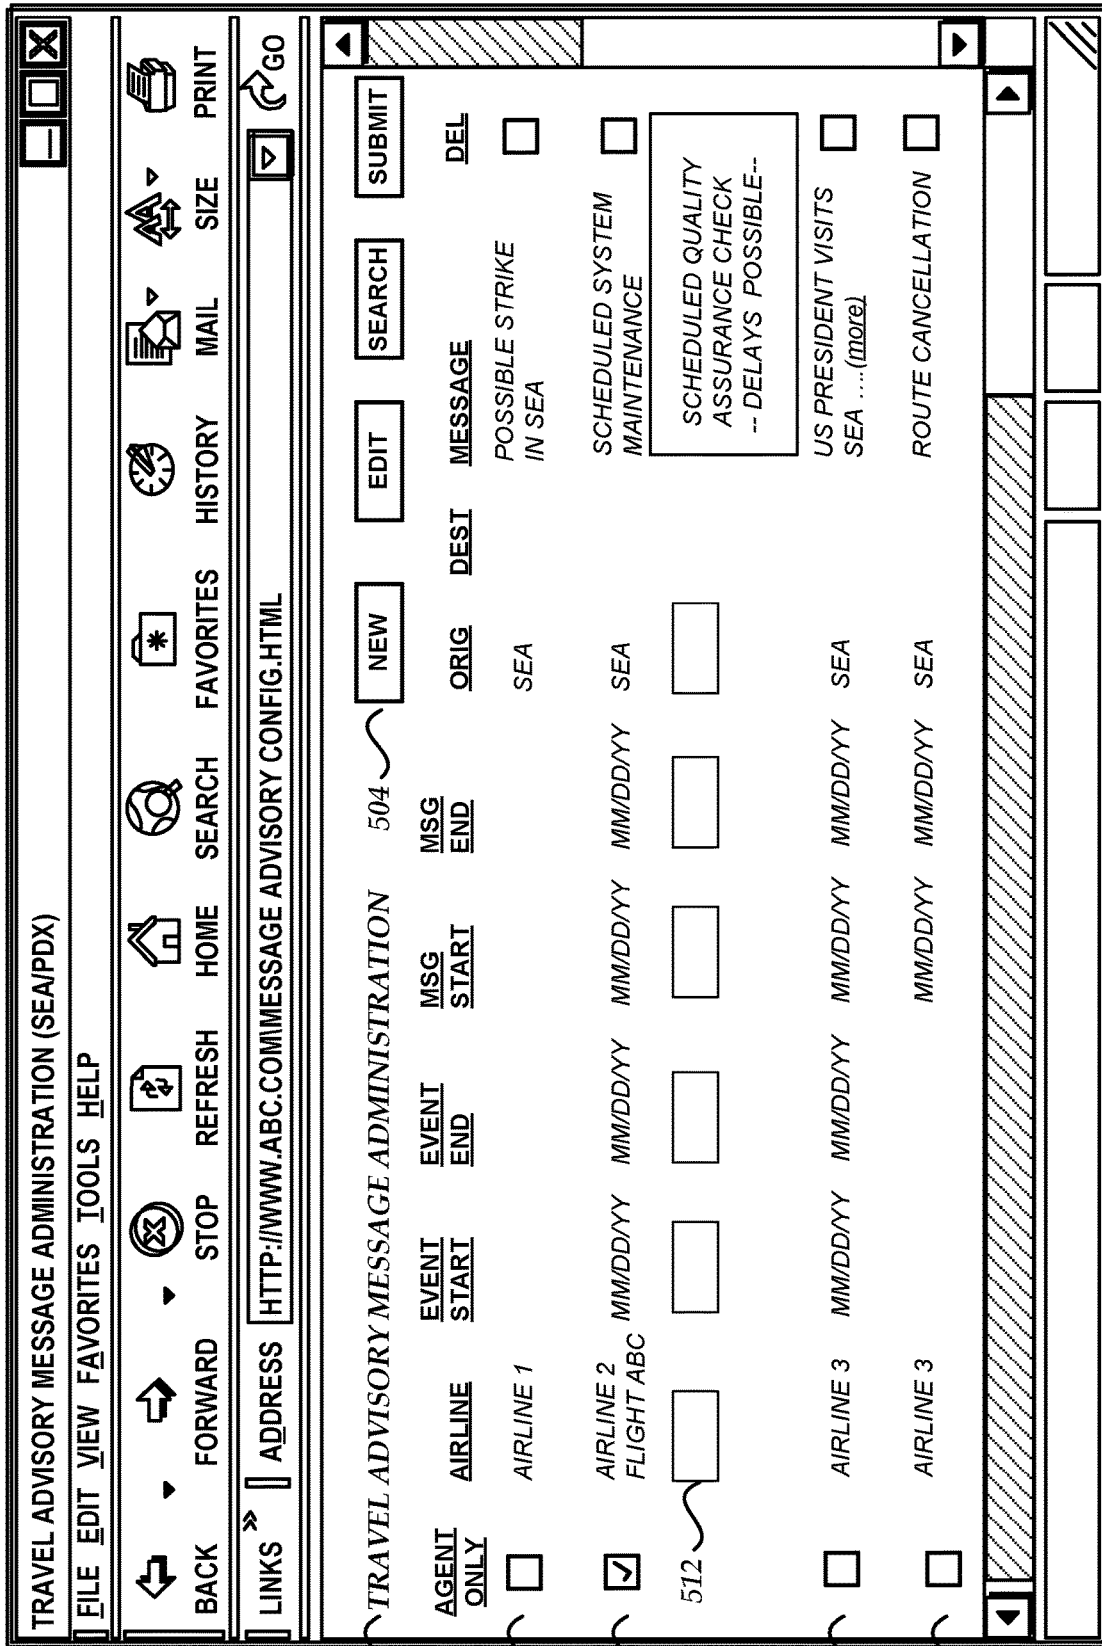 TRAVEL ADVISORY MESSAGE ADMINISTRATION (SEA/PDX)
FILE EDIT VIEW FAVORITES TOOLS HELP
BACK FORWARD STOP REFRESH HOME SEARCH FAVORITES HISTORY MAIL SIZE PRINT
LINKS » ADDRESS HTTP://WWW.ABC.COM\MESSAGE ADVISORY CONFIG.HTML GO
TRAVEL ADVISORY MESSAGE ADMINISTRATION 504 NEW EDIT SEARCH SUBMIT
AGENT ONLY AIRLINE EVENT START EVENT END MSG START MSG END ORIG DEST MESSAGE DEL
AIRLINE 1 SEA POSSIBLE STRIKE
IN SEA
AIRLINE 2 MM/DD/YY MM/DD/YY MM/DD/YY MM/DD/YY SEA SCHEDULED SYSTEM
FLIGHT ABC MAINTENANCE
512 SCHEDULED QUALITY
ASSURANCE CHECK
-- DELAYS POSSIBLE--
AIRLINE 3 MM/DD/YY MM/DD/YY MM/DD/YY MM/DD/YY SEA US PRESIDENT VISITS
SEA ....(more)
AIRLINE 3 MM/DD/YY MM/DD/YY SEA ROUTE CANCELLATION